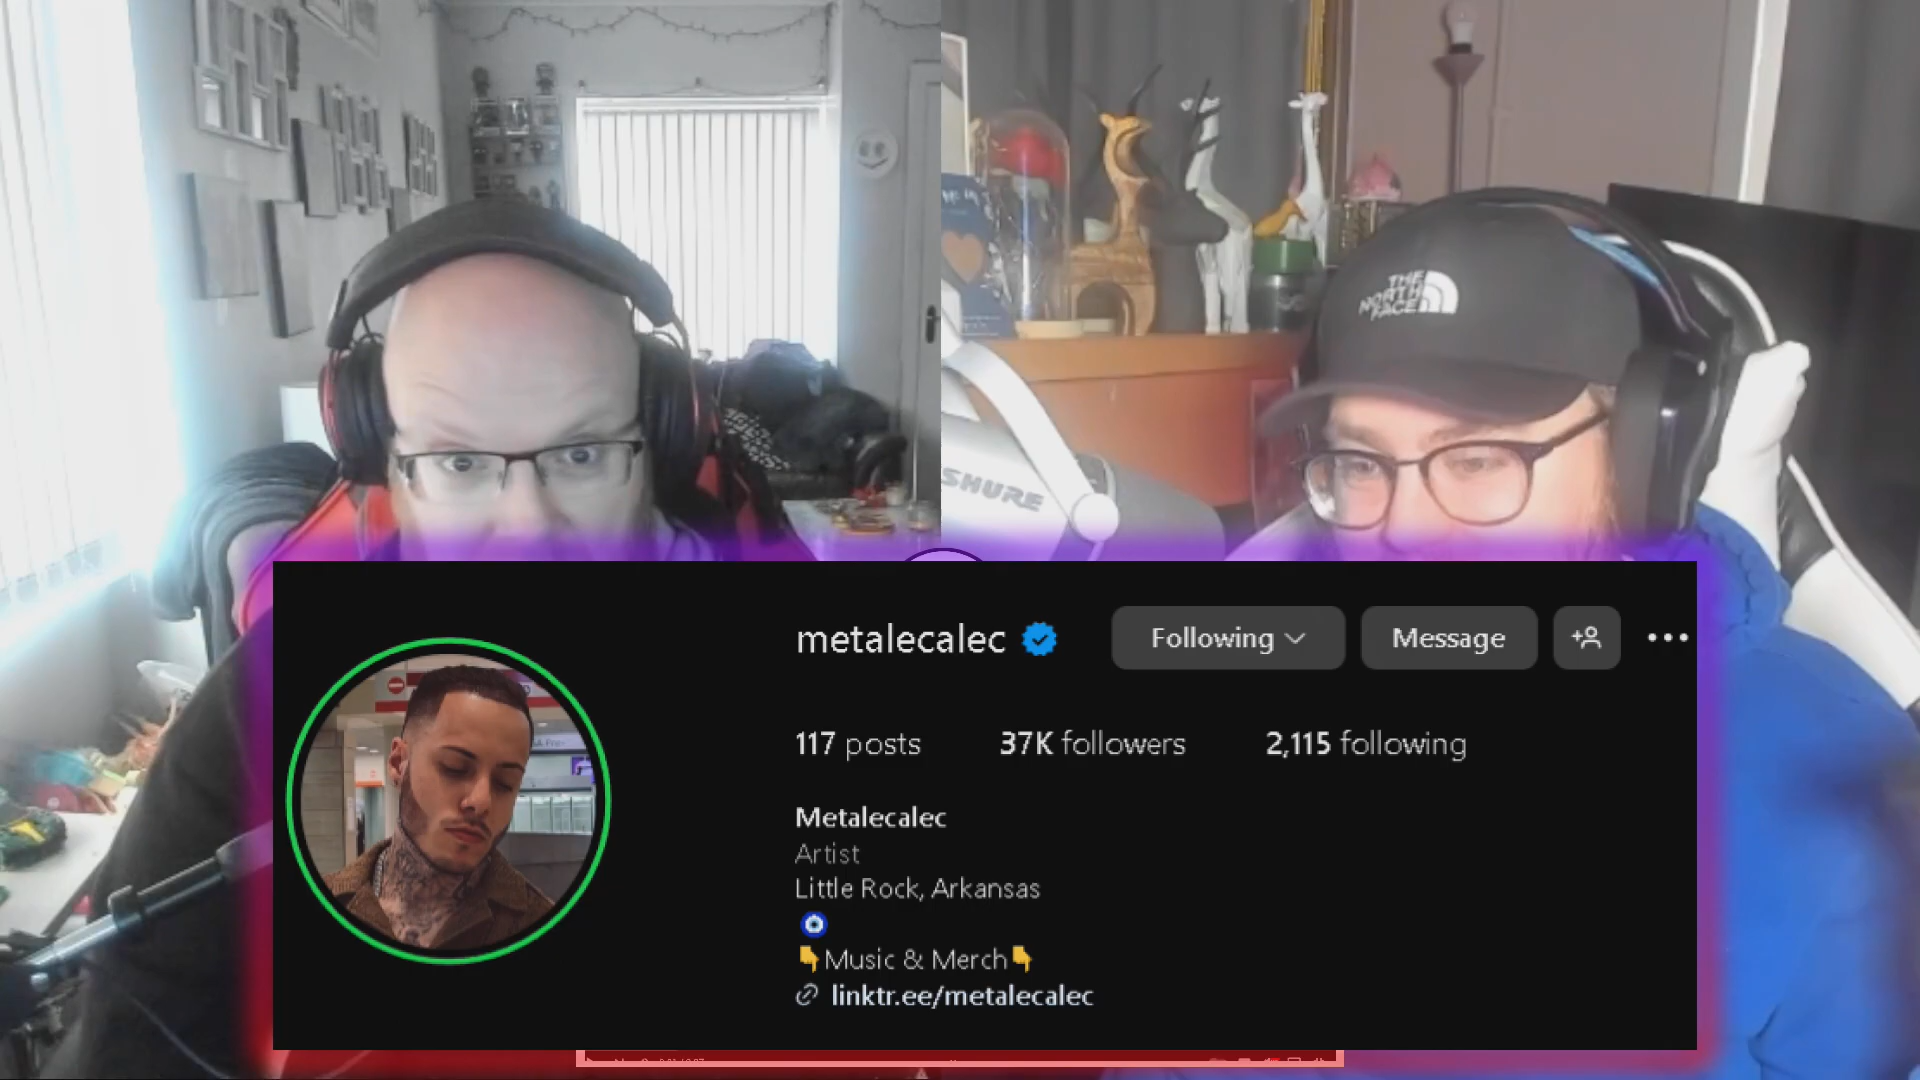 THE
NORTH
FACE
SHURE
metalecalec
Following
Message
117 posts
37K followers
2,115 following
Metalecalec
Artist
Little Rock, Arkansas
👇Music & Merch👇
linktr.ee/metalecalec